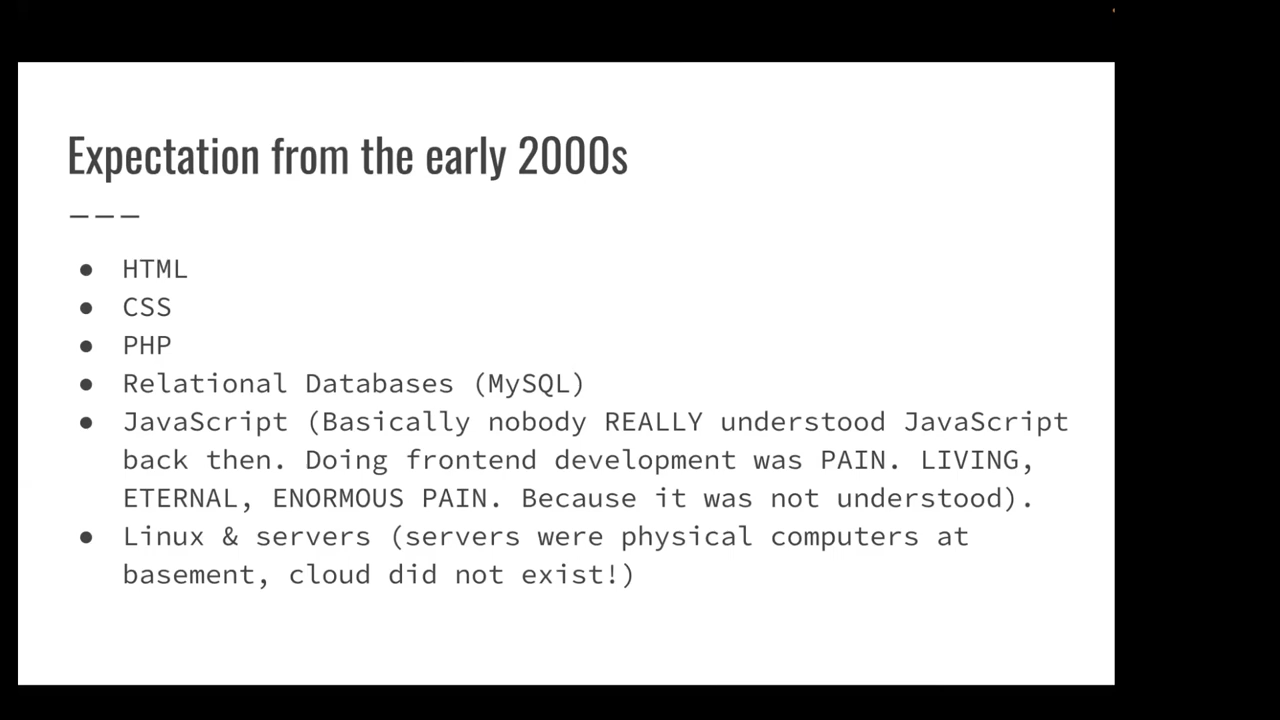 Expectation from the early 2000s
● HTML
● CSS
● PHP
● Relational Databases (MySQL)
● JavaScript (Basically nobody REALLY understood JavaScript
back then. Doing frontend development was PAIN. LIVING,
ETERNAL, ENORMOUS PAIN. Because it was not understood).
● Linux & servers (servers were physical computers at
basement, cloud did not exist!)